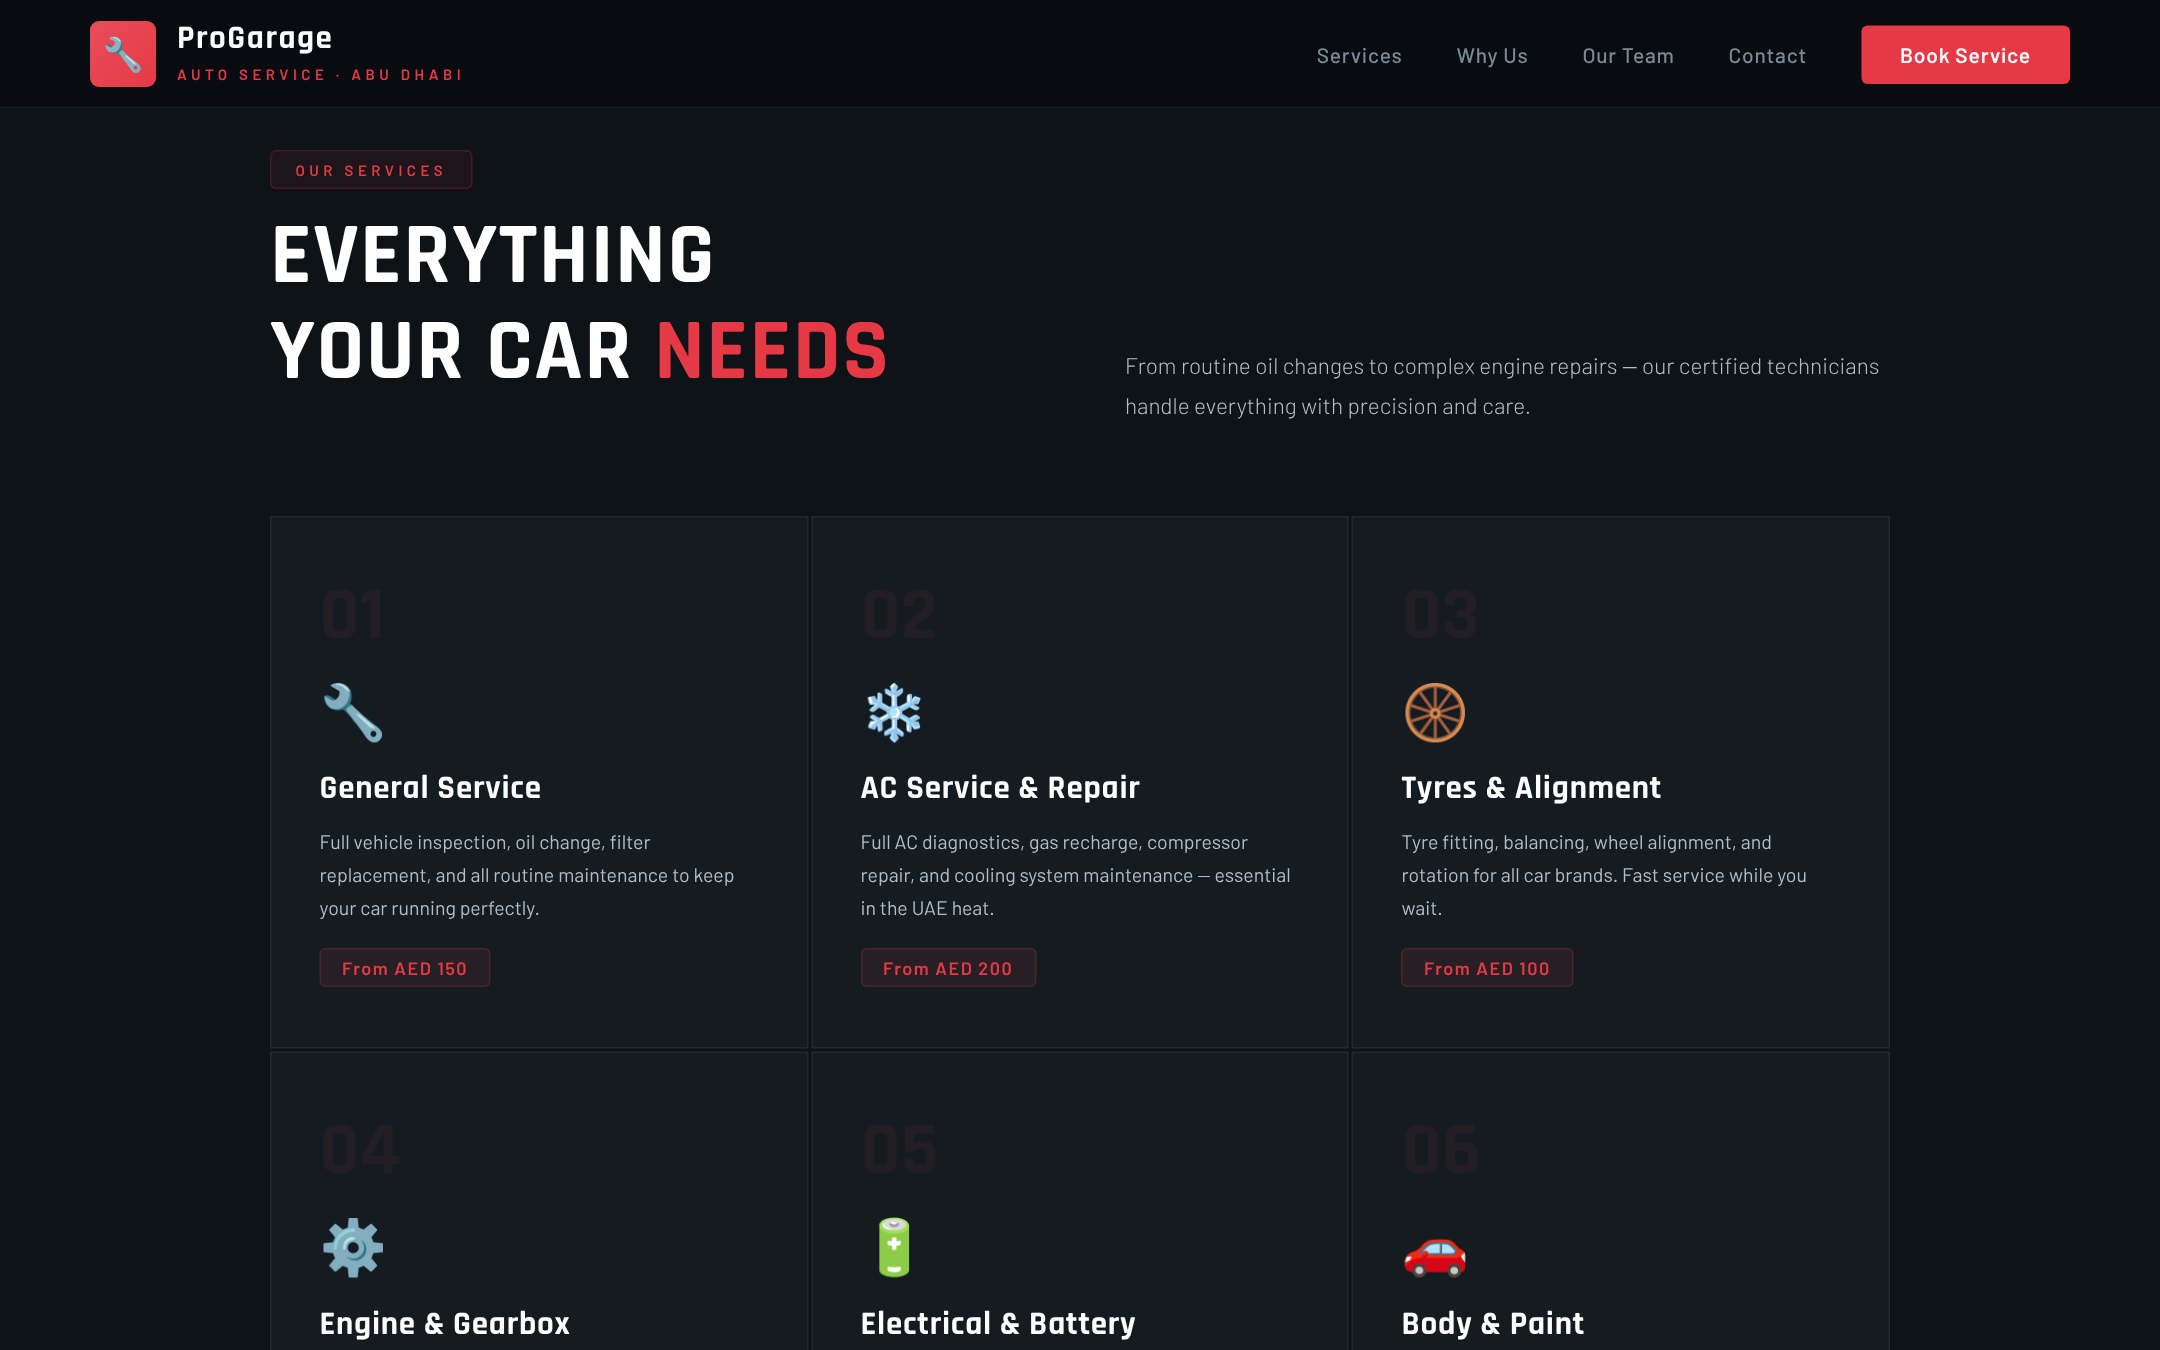 ProGarage
AUTO SERVICE · ABU DHABI
Services
Why Us
Our Team
Contact
Book Service
OUR SERVICES
EVERYTHING
YOUR CAR NEEDS
From routine oil changes to complex engine repairs — our certified technicians
handle everything with precision and care.
01
General Service
Full vehicle inspection, oil change, filter
replacement, and all routine maintenance to keep
your car running perfectly.
From AED 150
02
AC Service & Repair
Full AC diagnostics, gas recharge, compressor
repair, and cooling system maintenance — essential
in the UAE heat.
From AED 200
03
Tyres & Alignment
Tyre fitting, balancing, wheel alignment, and
rotation for all car brands. Fast service while you
wait.
From AED 100
04
Engine & Gearbox
05
Electrical & Battery
06
Body & Paint